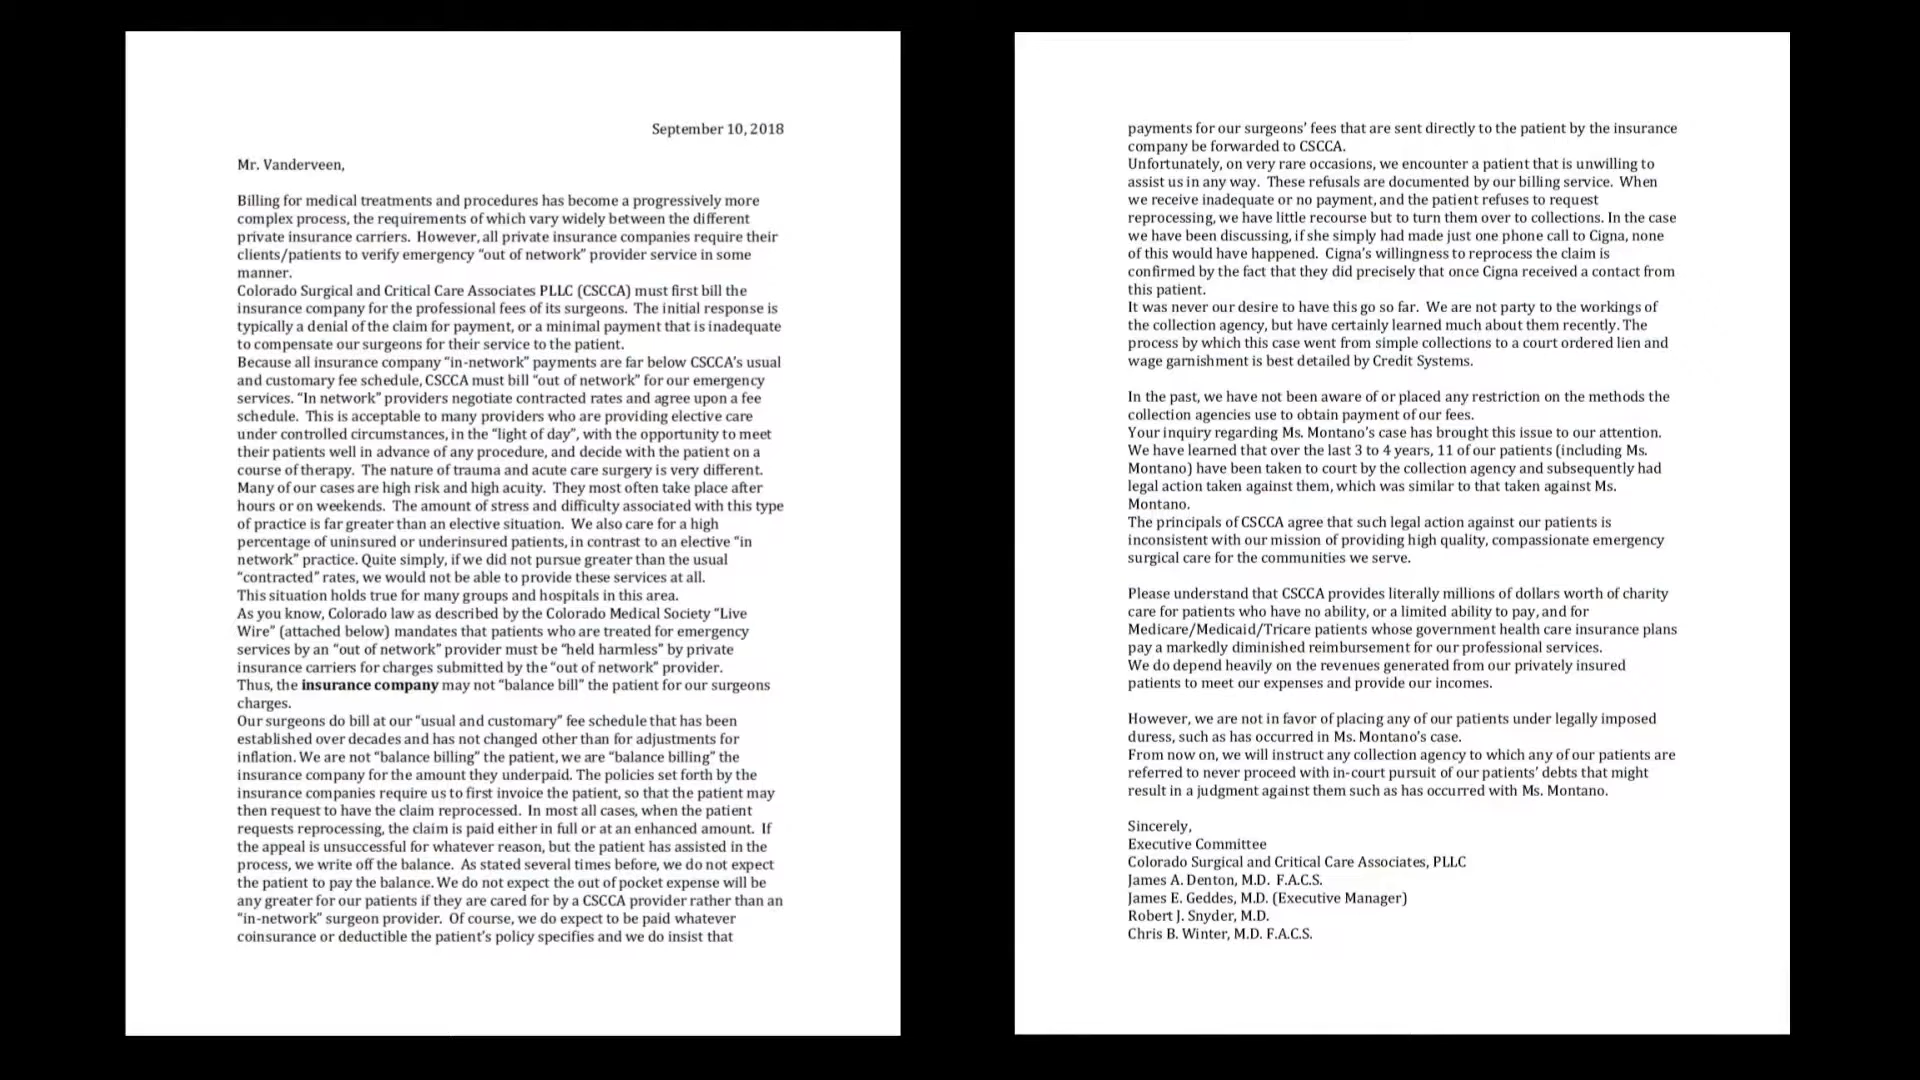 September 10, 2018
Mr. Vanderveen,
Billing for medical treatments and procedures has become a progressively more
complex process, the requirements of which vary widely between the different
private insurance carriers.  However, all private insurance companies require their
clients/patients to verify emergency “out of network” provider service in some
manner.
Colorado Surgical and Critical Care Associates PLLC (CSCCA) must first bill the
insurance company for the professional fees of its surgeons.  The initial response is
typically a denial of the claim for payment, or a minimal payment that is inadequate
to compensate our surgeons for their service to the patient.
Because all insurance company “in-network” payments are far below CSCCA’s usual
and customary fee schedule, CSCCA must bill “out of network” for our emergency
services. “In network” providers negotiate contracted rates and agree upon a fee
schedule.  This is acceptable to many providers who are providing elective care
under controlled circumstances, in the “light of day”, with the opportunity to meet
their patients well in advance of any procedure, and decide with the patient on a
course of therapy.  The nature of trauma and acute care surgery is very different.
Many of our cases are high risk and high acuity.  They most often take place after
hours or on weekends.  The amount of stress and difficulty associated with this type
of practice is far greater than an elective situation.  We also care for a high
percentage of uninsured or underinsured patients, in contrast to an elective “in
network” practice. Quite simply, if we did not pursue greater than the usual
“contracted” rates, we would not be able to provide these services at all.
This situation holds true for many groups and hospitals in this area.
As you know, Colorado law as described by the Colorado Medical Society “Live
Wire” (attached below) mandates that patients who are treated for emergency
services by an “out of network” provider must be “held harmless” by private
insurance carriers for charges submitted by the “out of network” provider.
Thus, the insurance company may not “balance bill” the patient for our surgeons
charges.
Our surgeons do bill at our “usual and customary” fee schedule that has been
established over decades and has not changed other than for adjustments for
inflation. We are not “balance billing” the patient, we are “balance billing” the
insurance company for the amount they underpaid. The policies set forth by the
insurance companies require us to first invoice the patient, so that the patient may
then request to have the claim reprocessed.  In most all cases, when the patient
requests reprocessing, the claim is paid either in full or at an enhanced amount.  If
the appeal is unsuccessful for whatever reason, but the patient has assisted in the
process, we write off the balance.  As stated several times before, we do not expect
the patient to pay the balance. We do not expect the out of pocket expense will be
any greater for our patients if they are cared for by a CSCCA provider rather than an
“in-network” surgeon provider.  Of course, we do expect to be paid whatever
coinsurance or deductible the patient’s policy specifies and we do insist that
payments for our surgeons’ fees that are sent directly to the patient by the insurance
company be forwarded to CSCCA.
Unfortunately, on very rare occasions, we encounter a patient that is unwilling to
assist us in any way.  These refusals are documented by our billing service.  When
we receive inadequate or no payment, and the patient refuses to request
reprocessing, we have little recourse but to turn them over to collections. In the case
we have been discussing, if she simply had made just one phone call to Cigna, none
of this would have happened.  Cigna’s willingness to reprocess the claim is
confirmed by the fact that they did precisely that once Cigna received a contact from
this patient.
It was never our desire to have this go so far.  We are not party to the workings of
the collection agency, but have certainly learned much about them recently. The
process by which this case went from simple collections to a court ordered lien and
wage garnishment is best detailed by Credit Systems.
In the past, we have not been aware of or placed any restriction on the methods the
collection agencies use to obtain payment of our fees.
Your inquiry regarding Ms. Montano’s case has brought this issue to our attention.
We have learned that over the last 3 to 4 years, 11 of our patients (including Ms.
Montano) have been taken to court by the collection agency and subsequently had
legal action taken against them, which was similar to that taken against Ms.
Montano.
The principals of CSCCA agree that such legal action against our patients is
inconsistent with our mission of providing high quality, compassionate emergency
surgical care for the communities we serve.
Please understand that CSCCA provides literally millions of dollars worth of charity
care for patients who have no ability, or a limited ability to pay, and for
Medicare/Medicaid/Tricare patients whose government health care insurance plans
pay a markedly diminished reimbursement for our professional services.
We do depend heavily on the revenues generated from our privately insured
patients to meet our expenses and provide our incomes.
However, we are not in favor of placing any of our patients under legally imposed
duress, such as has occurred in Ms. Montano’s case.
From now on, we will instruct any collection agency to which any of our patients are
referred to never proceed with in-court pursuit of our patients’ debts that might
result in a judgment against them such as has occurred with Ms. Montano.
Sincerely,
Executive Committee
Colorado Surgical and Critical Care Associates, PLLC
James A. Denton, M.D.  F.A.C.S.
James E. Geddes, M.D. (Executive Manager)
Robert J. Snyder, M.D.
Chris B. Winter, M.D. F.A.C.S.